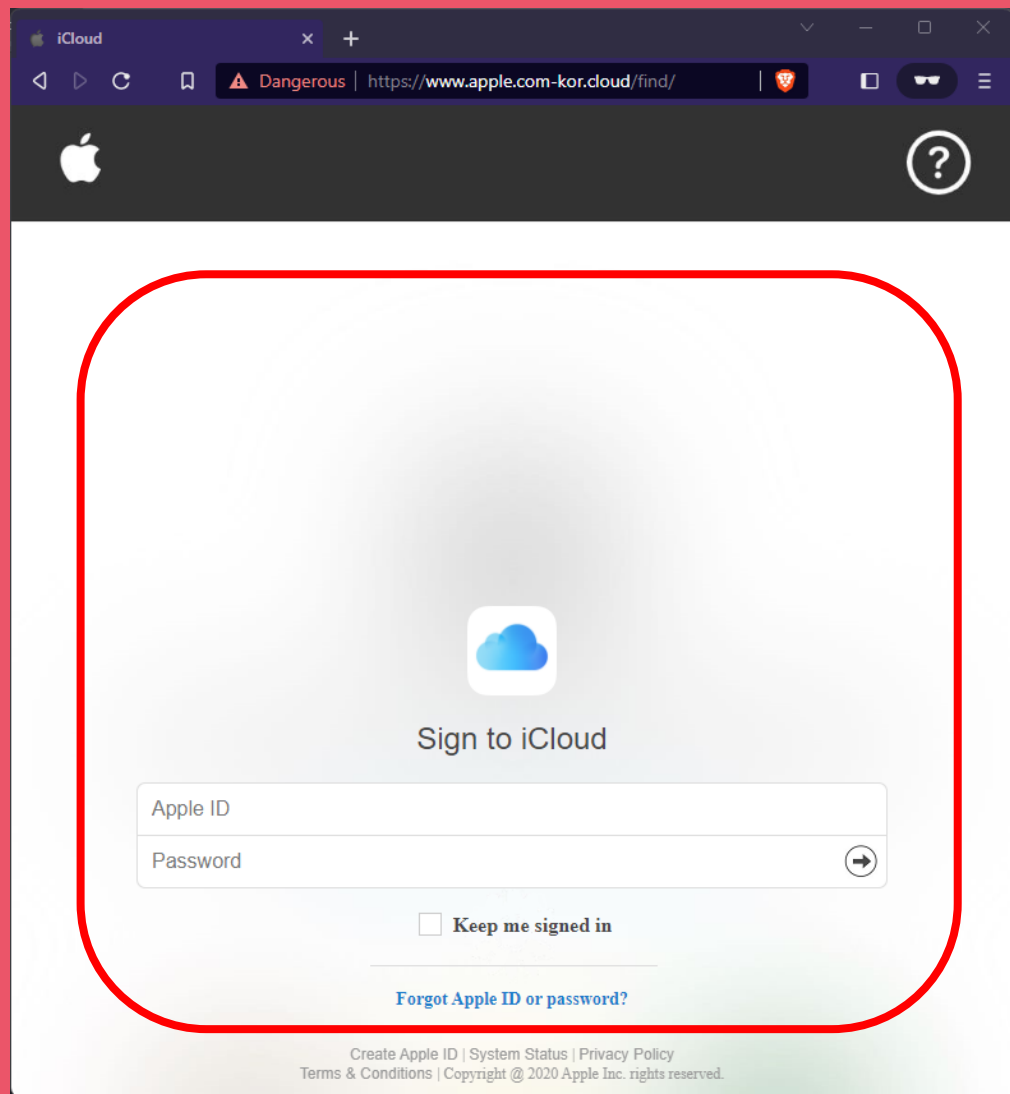 iCloud
Dangerous | https://www.apple.com-kor.cloud/find/
?
Sign to iCloud
Apple ID
Password
Keep me signed in
Forgot Apple ID or password?
Create Apple ID | System Status | Privacy Policy
Terms & Conditions | Copyright @ 2020 Apple Inc. rights reserved.